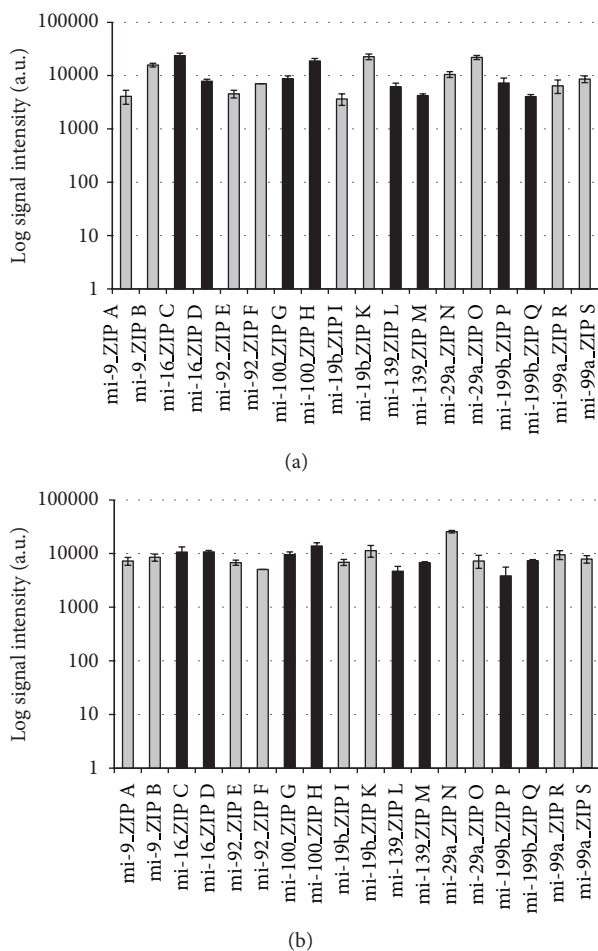 100000
10000
1000
100
10
1
Log signal intensity (a.u.)
mi-9_ZIP A
mi-9_ZIP B
mi-16_ZIP C
mi-16_ZIP D
mi-92_ZIP E
mi-92_ZIP F
mi-100_ZIP G
mi-100_ZIP H
mi-19b_ZIP I
mi-19b_ZIP K
mi-139_ZIP L
mi-139_ZIP M
mi-29a_ZIP N
mi-29a_ZIP O
mi-199b_ZIP P
mi-199b_ZIP Q
mi-99a_ZIP R
mi-99a_ZIP S
(a)
100000
10000
1000
100
10
1
Log signal intensity (a.u.)
mi-9_ZIP A
mi-9_ZIP B
mi-16_ZIP C
mi-16_ZIP D
mi-92_ZIP E
mi-92_ZIP F
mi-100_ZIP G
mi-100_ZIP H
mi-19b_ZIP I
mi-19b_ZIP K
mi-139_ZIP L
mi-139_ZIP M
mi-29a_ZIP N
mi-29a_ZIP O
mi-199b_ZIP P
mi-199b_ZIP Q
mi-99a_ZIP R
mi-99a_ZIP S
(b)